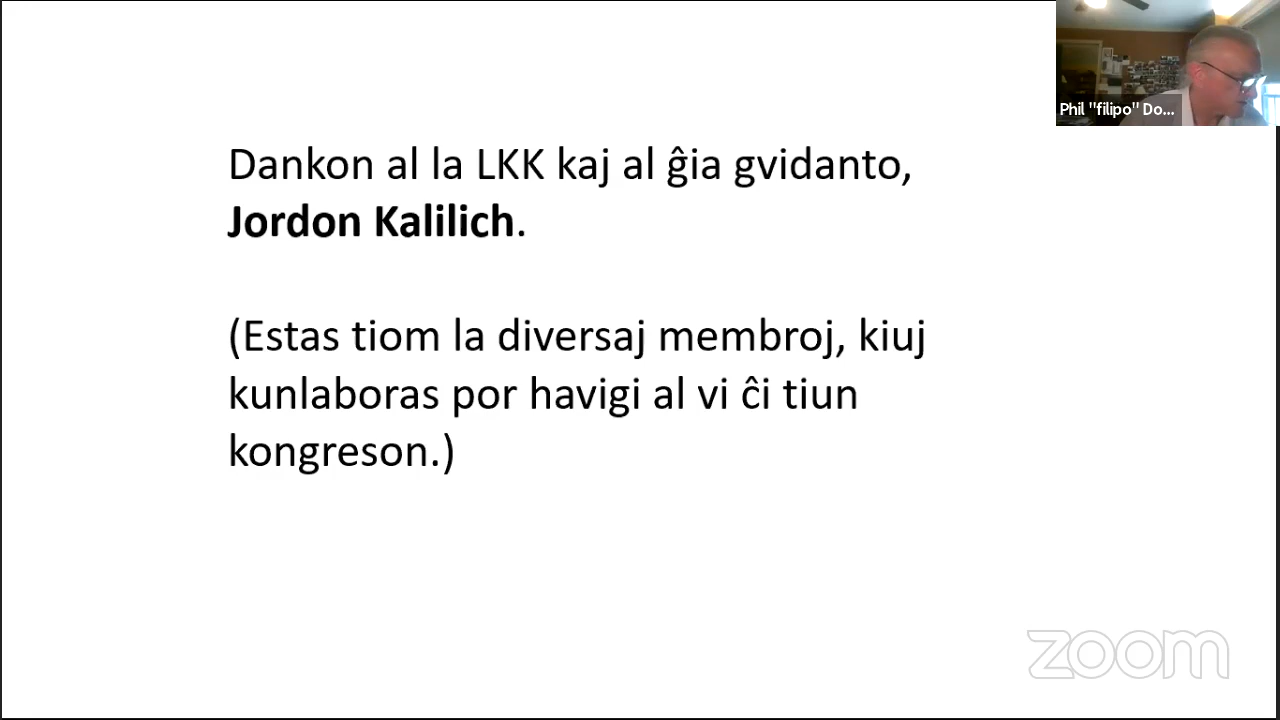 Phil "filipo" Do...
Dankon al la LKK kaj al ĝia gvidanto,
Jordon Kalilich.
(Estas tiom la diversaj membroj, kiuj
kunlaboras por havigi al vi ĉi tiun
kongreson.)
zoom